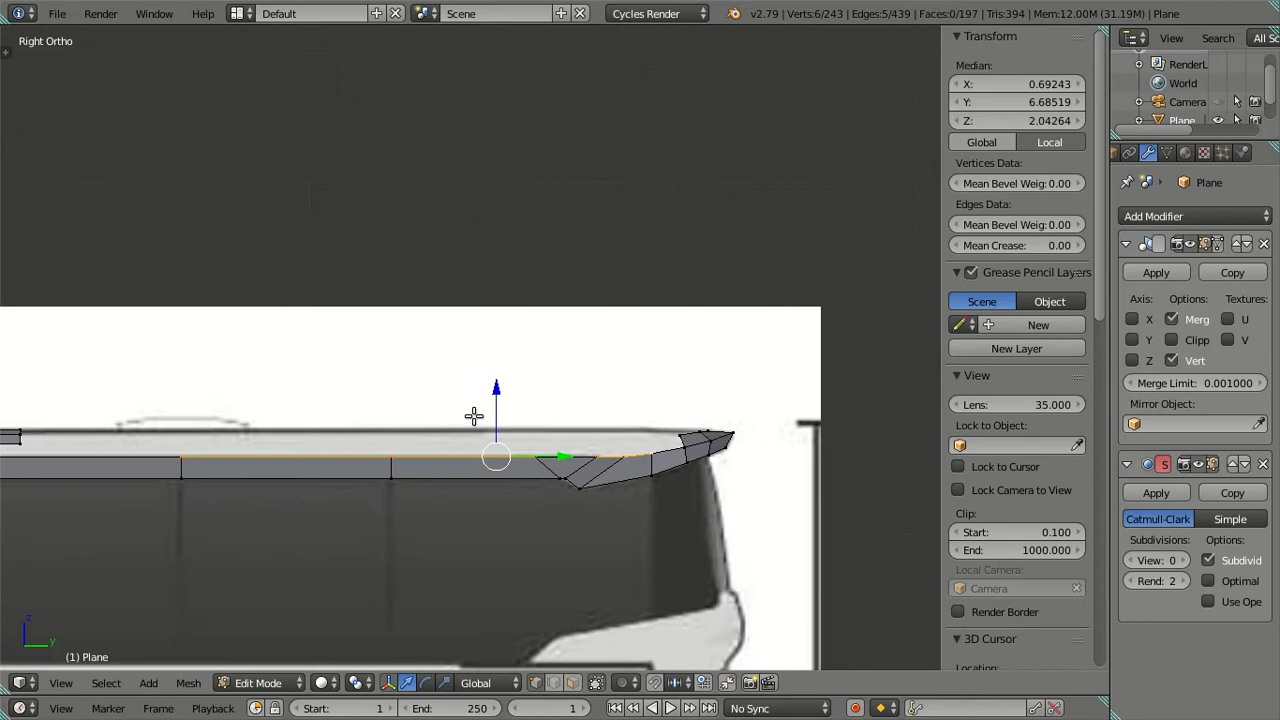 File Render Window Help Default Scene Cycles Render v2.79 | Verts:6/243 | Edges:5/439 | Faces:0/197 | Tris:394 | Mem:12.00M (31.19M) | Plane
Right Ortho
Transform
Median:
X: 0.69243
Y: 6.68519
Z: 2.04264
Global Local
Vertices Data:
Mean Bevel Weig: 0.00
Edges Data:
Mean Bevel Weig: 0.00
Mean Crease: 0.00
Grease Pencil Layers
Scene Object
New
New Layer
View
Lens: 35.000
Lock to Object:
Lock to Cursor
Lock Camera to View
Clip:
Start: 0.100
End: 1000.000
Local Camera:
Camera
Render Border
3D Cursor
Location:
View Search All Sc
RenderL
World
Camera
Plane
Plane
Add Modifier
Apply Copy
Axis: Options: Textures:
X Merg U
Y Clipp V
Z Vert
Merge Limit: 0.001000
Mirror Object:
S
Apply Copy
Catmull-Clark Simple
Subdivisions: Options:
View: 0 Subdivid
Rend: 2 Optimal
Use Ope
z
y
(1) Plane
View Select Add Mesh Edit Mode Global
View Marker Frame Playback Start: 1 End: 250 1 No Sync